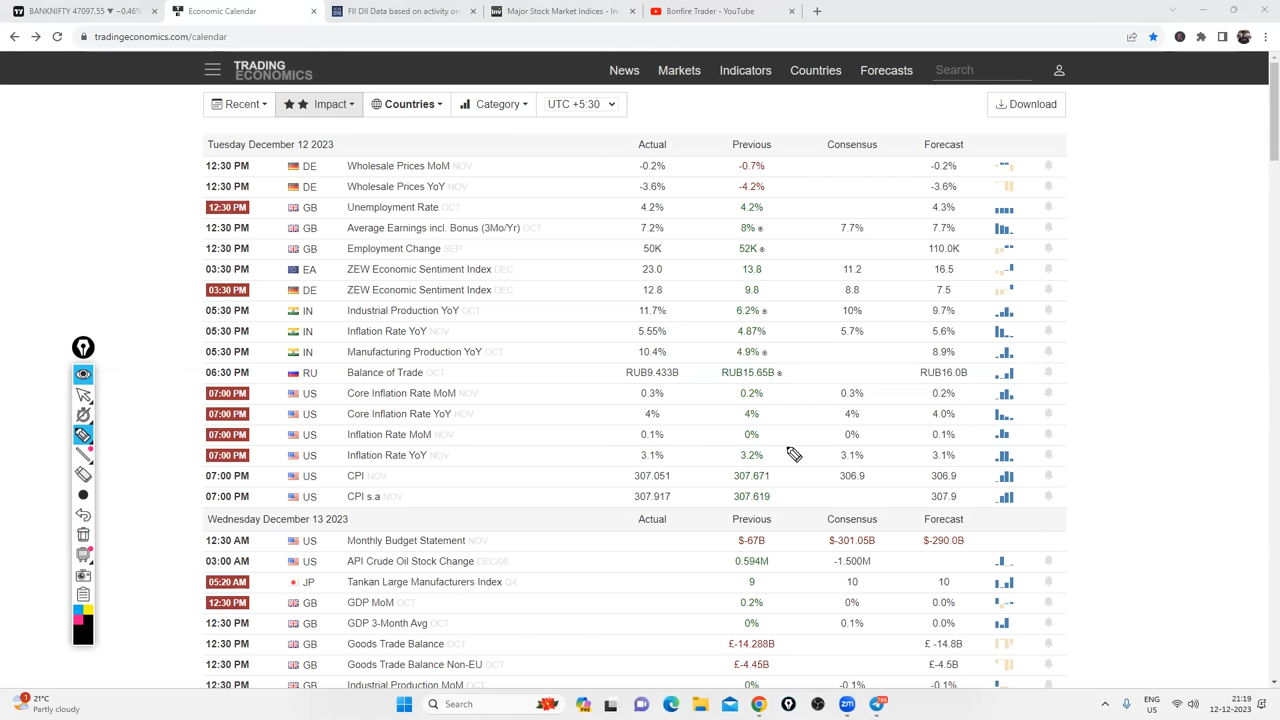 BANKNIFTY 47097.55 ▼ −0.46% Economic Calendar FII DII Data based on activity on Major Stock Market Indices - In Bonfire Trader - YouTube
tradingeconomics.com/calendar
TRADING ECONOMICS News Markets Indicators Countries Forecasts Search
Recent Impact Countries Category UTC +5:30 Download
Tuesday December 12 2023 Actual Previous Consensus Forecast
12:30 PM DE Wholesale Prices MoM NOV -0.2% -0.7% -0.2%
12:30 PM DE Wholesale Prices YoY NOV -3.6% -4.2% -3.6%
12:30 PM GB Unemployment Rate OCT 4.2% 4.2% 4.3%
12:30 PM GB Average Earnings incl. Bonus (3Mo/Yr) OCT 7.2% 8% ® 7.7% 7.7%
12:30 PM GB Employment Change SEP 50K 52K ® 110.0K
03:30 PM EA ZEW Economic Sentiment Index DEC 23.0 13.8 11.2 16.5
03:30 PM DE ZEW Economic Sentiment Index DEC 12.8 9.8 8.8 7.5
05:30 PM IN Industrial Production YoY OCT 11.7% 6.2% ® 10% 9.7%
05:30 PM IN Inflation Rate YoY NOV 5.55% 4.87% 5.7% 5.6%
05:30 PM IN Manufacturing Production YoY OCT 10.4% 4.9% ® 8.9%
06:30 PM RU Balance of Trade OCT RUB9.433B RUB15.65B ® RUB16.0B
07:00 PM US Core Inflation Rate MoM NOV 0.3% 0.2% 0.3% 0.2%
07:00 PM US Core Inflation Rate YoY NOV 4% 4% 4% 4.0%
07:00 PM US Inflation Rate MoM NOV 0.1% 0% 0% 0.1%
07:00 PM US Inflation Rate YoY NOV 3.1% 3.2% 3.1% 3.1%
07:00 PM US CPI NOV 307.051 307.671 306.9 306.9
07:00 PM US CPI s.a NOV 307.917 307.619 307.9
Wednesday December 13 2023 Actual Previous Consensus Forecast
12:30 AM US Monthly Budget Statement NOV $-67B $-301.05B $-290.0B
03:00 AM US API Crude Oil Stock Change DEC/08 0.594M -1.500M
05:20 AM JP Tankan Large Manufacturers Index Q4 9 10 10
12:30 PM GB GDP MoM OCT 0.2% 0% 0.0%
12:30 PM GB GDP 3-Month Avg OCT 0% 0.1% 0.0%
12:30 PM GB Goods Trade Balance OCT £-14.288B £ -14.8B
12:30 PM GB Goods Trade Balance Non-EU OCT £-4.45B £-4.5B
12:30 PM GB Industrial Production MoM OCT 0% -0.1% -0.1%
21°C
Partly cloudy
Search
ENG
US
21:19
12-12-2023